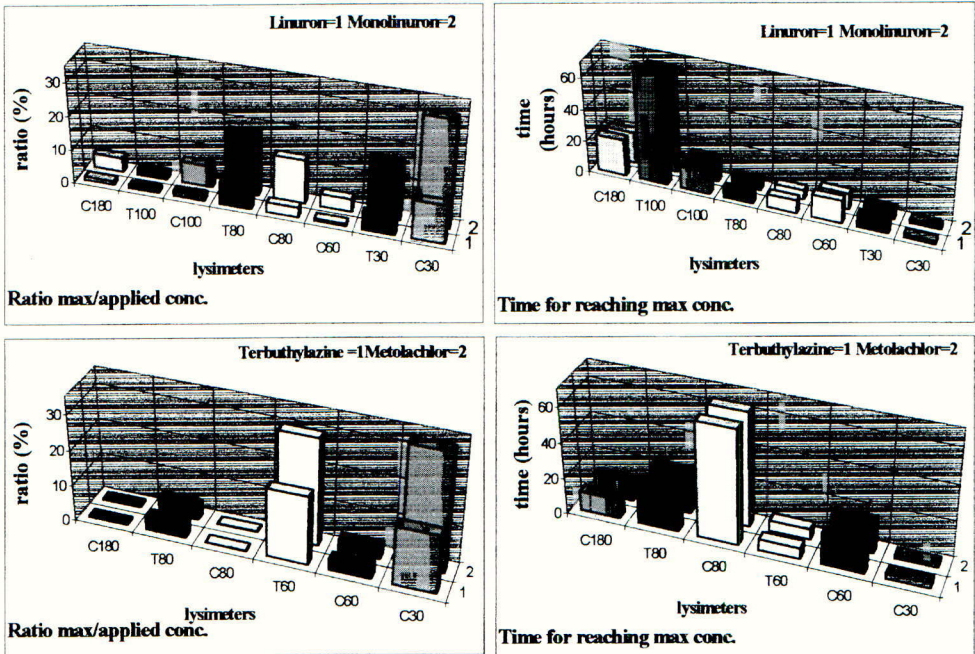 Linuron=1 Monolinuron=2
ratio (%)
30
20
10
0
C180
T100
C100
T80
C80
C60
T30
C30
2
1
lysimeters
Ratio max/applied conc.
Linuron=1 Monolinuron=2
time
(hours)
60
40
20
0
C180
T100
C100
T80
C80
C60
T30
C30
2
1
lysimeters
Time for reaching max conc.
Terbuthylazine =1Metolachlor=2
ratio (%)
30
20
10
0
C180
T80
C80
T60
C60
C30
2
1
lysimeters
Ratio max/applied conc.
Terbuthylazine=1 Metolachlor=2
time (hours)
60
40
20
0
C180
T80
C80
T60
C60
C30
2
1
lysimeters
Time for reaching max conc.